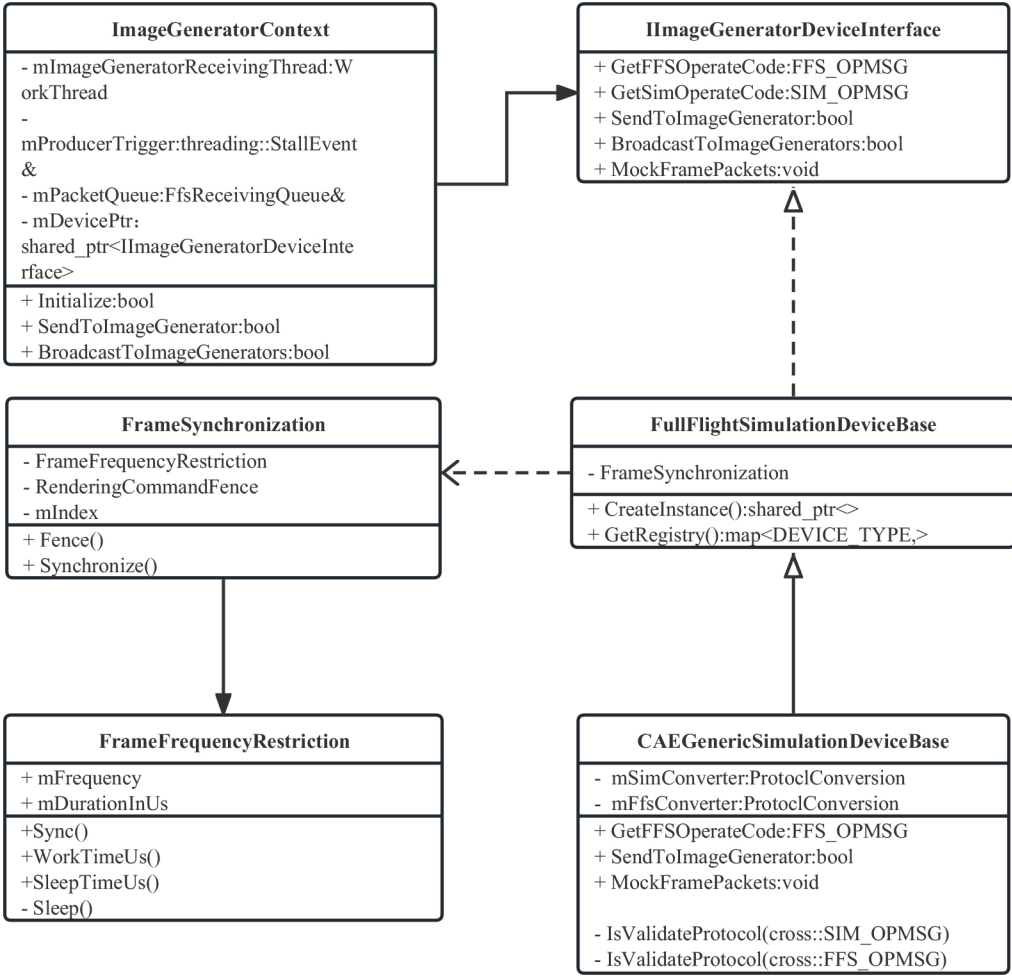 ImageGeneratorContext
- mImageGeneratorReceivingThread:W
orkThread
-
mProducerTrigger:threading::StallEvent
&
- mPacketQueue:FfsReceivingQueue&
- mDevicePtr：
shared_ptr<IImageGeneratorDeviceInte
rface>
+ Initialize:bool
+ SendToImageGenerator:bool
+ BroadcastToImageGenerators:bool
IImageGeneratorDeviceInterface
+ GetFFSOperateCode:FFS_OPMSG
+ GetSimOperateCode:SIM_OPMSG
+ SendToImageGenerator:bool
+ BroadcastToImageGenerators:bool
+ MockFramePackets:void
FrameSynchronization
- FrameFrequencyRestriction
- RenderingCommandFence
- mIndex
+ Fence()
+ Synchronize()
FullFlightSimulationDeviceBase
- FrameSynchronization
+ CreateInstance():shared_ptr<>
+ GetRegistry():map<DEVICE_TYPE,>
FrameFrequencyRestriction
+ mFrequency
+ mDurationInUs
+Sync()
+WorkTimeUs()
+SleepTimeUs()
- Sleep()
CAEGenericSimulationDeviceBase
- mSimConverter:ProtoclConversion
- mFfsConverter:ProtoclConversion
+ GetFFSOperateCode:FFS_OPMSG
+ SendToImageGenerator:bool
+ MockFramePackets:void
- IsValidateProtocol(cross::SIM_OPMSG)
- IsValidateProtocol(cross::FFS_OPMSG)